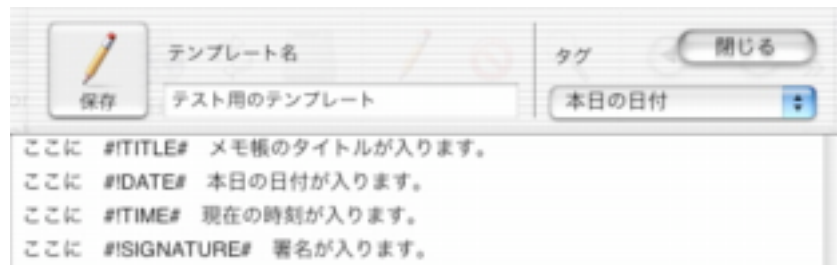 テンプレート名
タグ
閉じる
保存
テスト用のテンプレート
本日の日付
ここに #!TITLE# メモ帳のタイトルが入ります。
ここに #!DATE# 本日の日付が入ります。
ここに #!TIME# 現在の時刻が入ります。
ここに #!SIGNATURE# 署名が入ります。